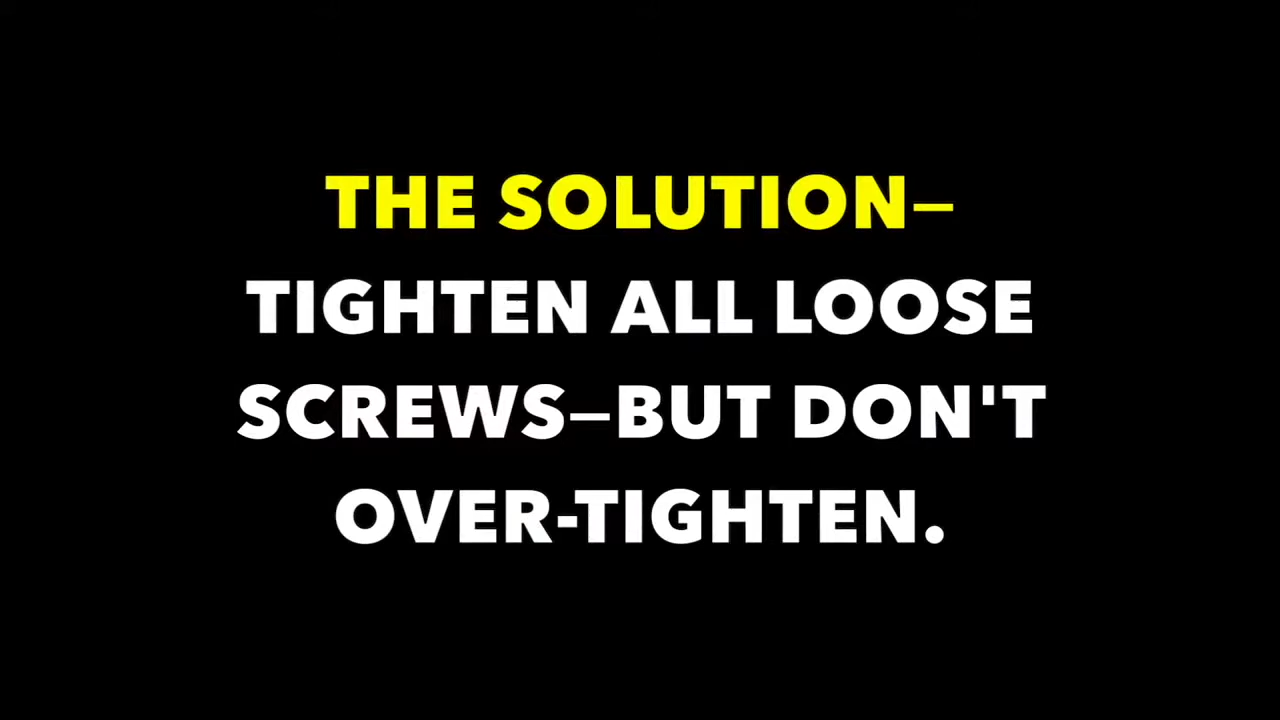 THE SOLUTION—
TIGHTEN ALL LOOSE
SCREWS—BUT DON'T
OVER-TIGHTEN.